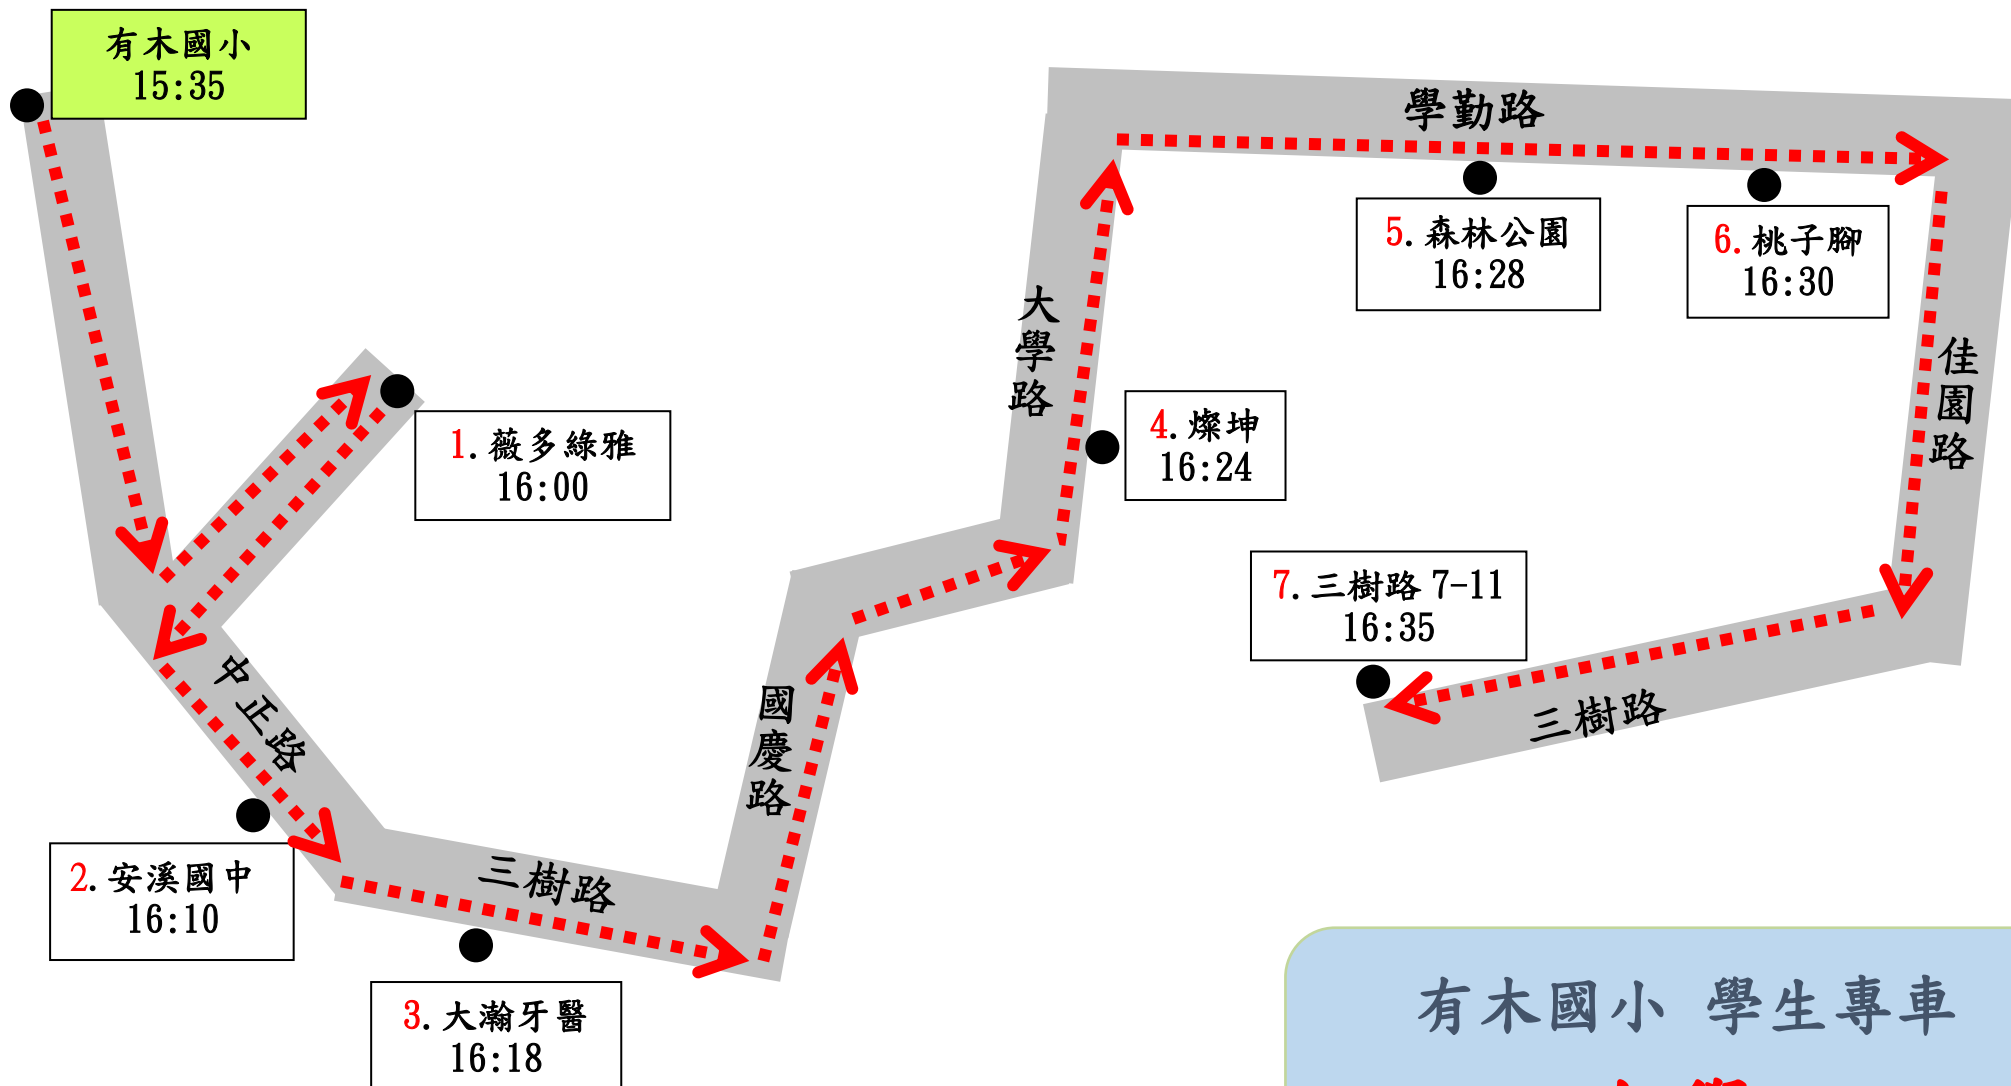 有木國小
15:35
學勤路
5.森林公園
16:28
6.桃子腳
16:30
大學路
佳園路
1.薇多綠雅
16:00
4.燦坤
16:24
7.三樹路 7-11
16:35
中正路
國慶路
三樹路
2.安溪國中
16:10
三樹路
3.大瀚牙醫
16:18
有木國小 學生專車